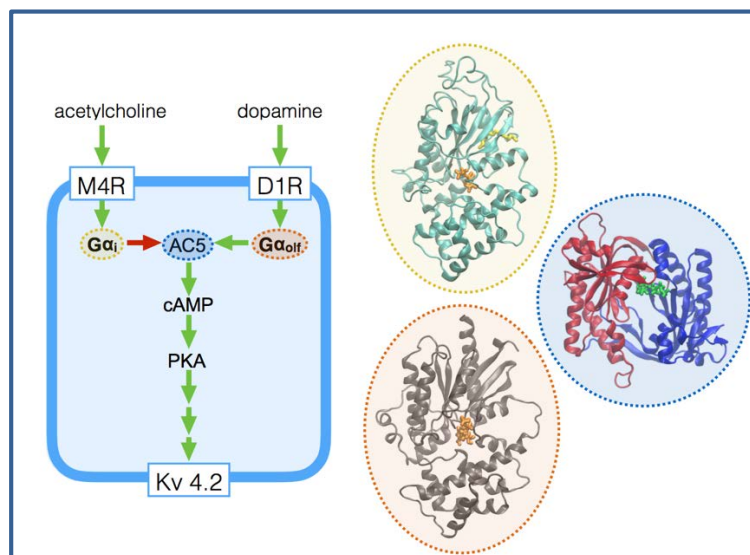 acetylcholine dopamine
M4R D1R
Gαi AC5 Gαolf
cAMP
PKA
Kv 4.2